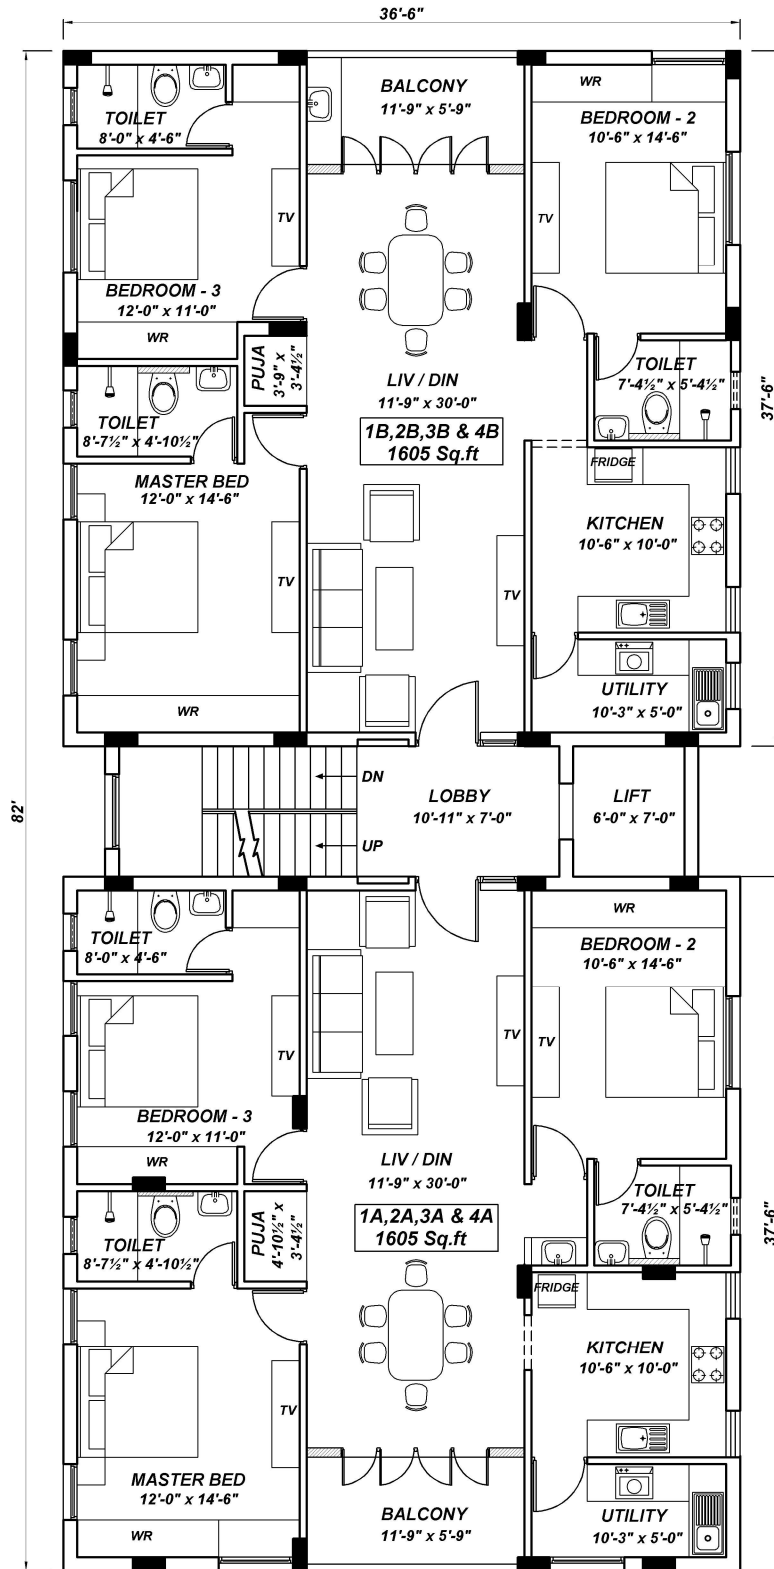 36'-6"
BALCONY
11'-9" x 5'-9"
WR
TOILET
8'-0" x 4'-6"
BEDROOM - 2
10'-6" x 14'-6"
TV
TV
BEDROOM - 3
12'-0" x 11'-0"
WR
PUJA
3'-9" x
3'-4½"
LIV / DIN
11'-9" x 30'-0"
TOILET
7'-4½" x 5'-4½"
37'-6"
TOILET
8'-7½" x 4'-10½"
1B,2B,3B & 4B
1605 Sq.ft
FRIDGE
MASTER BED
12'-0" x 14'-6"
KITCHEN
10'-6" x 10'-0"
TV
TV
UTILITY
10'-3" x 5'-0"
WR
DN
LOBBY
10'-11" x 7'-0"
LIFT
6'-0" x 7'-0"
82'
UP
WR
TOILET
8'-0" x 4'-6"
BEDROOM - 2
10'-6" x 14'-6"
TV
TV
TV
BEDROOM - 3
12'-0" x 11'-0"
WR
LIV / DIN
11'-9" x 30'-0"
TOILET
7'-4½" x 5'-4½"
PUJA
4'-10½" x
3'-4½"
1A,2A,3A & 4A
1605 Sq.ft
37'-6"
TOILET
8'-7½" x 4'-10½"
FRIDGE
KITCHEN
10'-6" x 10'-0"
TV
MASTER BED
12'-0" x 14'-6"
WR
BALCONY
11'-9" x 5'-9"
UTILITY
10'-3" x 5'-0"